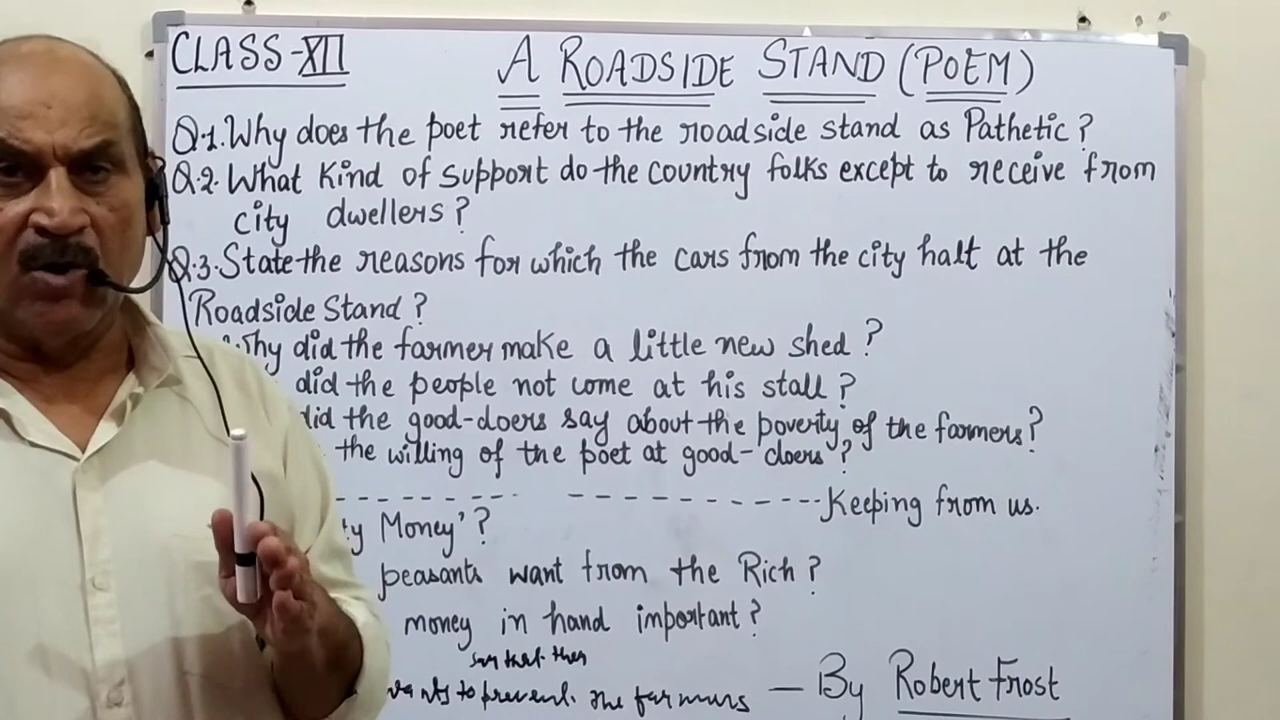 CLASS-XII
A ROADSIDE STAND (POEM)
Q.1. Why does the poet refer to the roadside stand as Pathetic?
Q.2. What Kind of support do the country folks except to receive from
city dwellers?
Q.3. State the reasons for which the cars from the city halt at the
Roadside Stand?
did the farmer make a little new shed?
did the people not come at his stall?
did the good-doers say about the poverty of the farmers?
the willing of the poet at good-doers?
-------- ------------ Keeping from us.
Money'?
peasants want from the Rich?
money in hand important?
say that they
to prevent. the farmers
— By Robert Frost